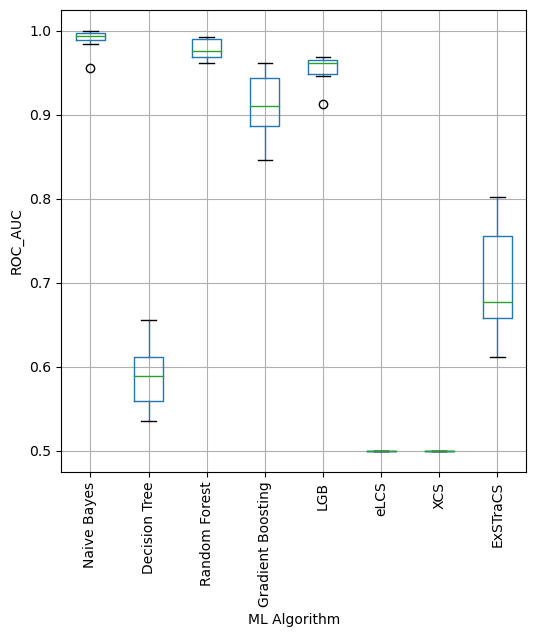 ROC_AUC
1.0
0.9
0.8
0.7
0.6
0.5
Naive Bayes
Decision Tree
Random Forest
Gradient Boosting
LGB
eLCS
XCS
ExSTraCS
ML Algorithm